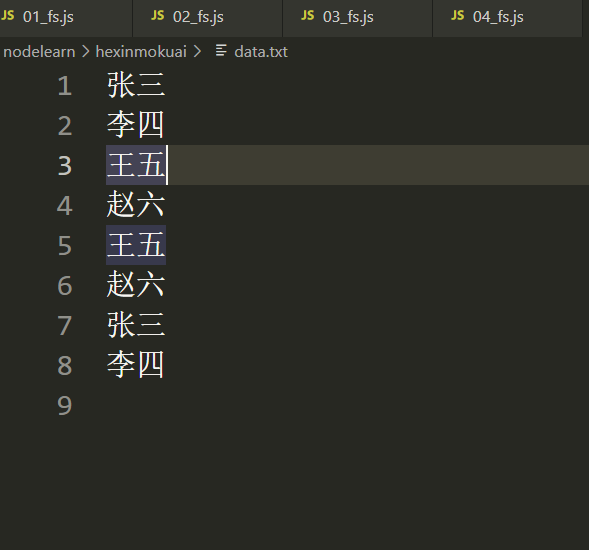 JS 01_fs.js JS 02_fs.js JS 03_fs.js JS 04_fs.js
nodelearn > hexinmokuai > data.txt
1 张三
2 李四
3 王五
4 赵六
5 王五
6 赵六
7 张三
8 李四
9